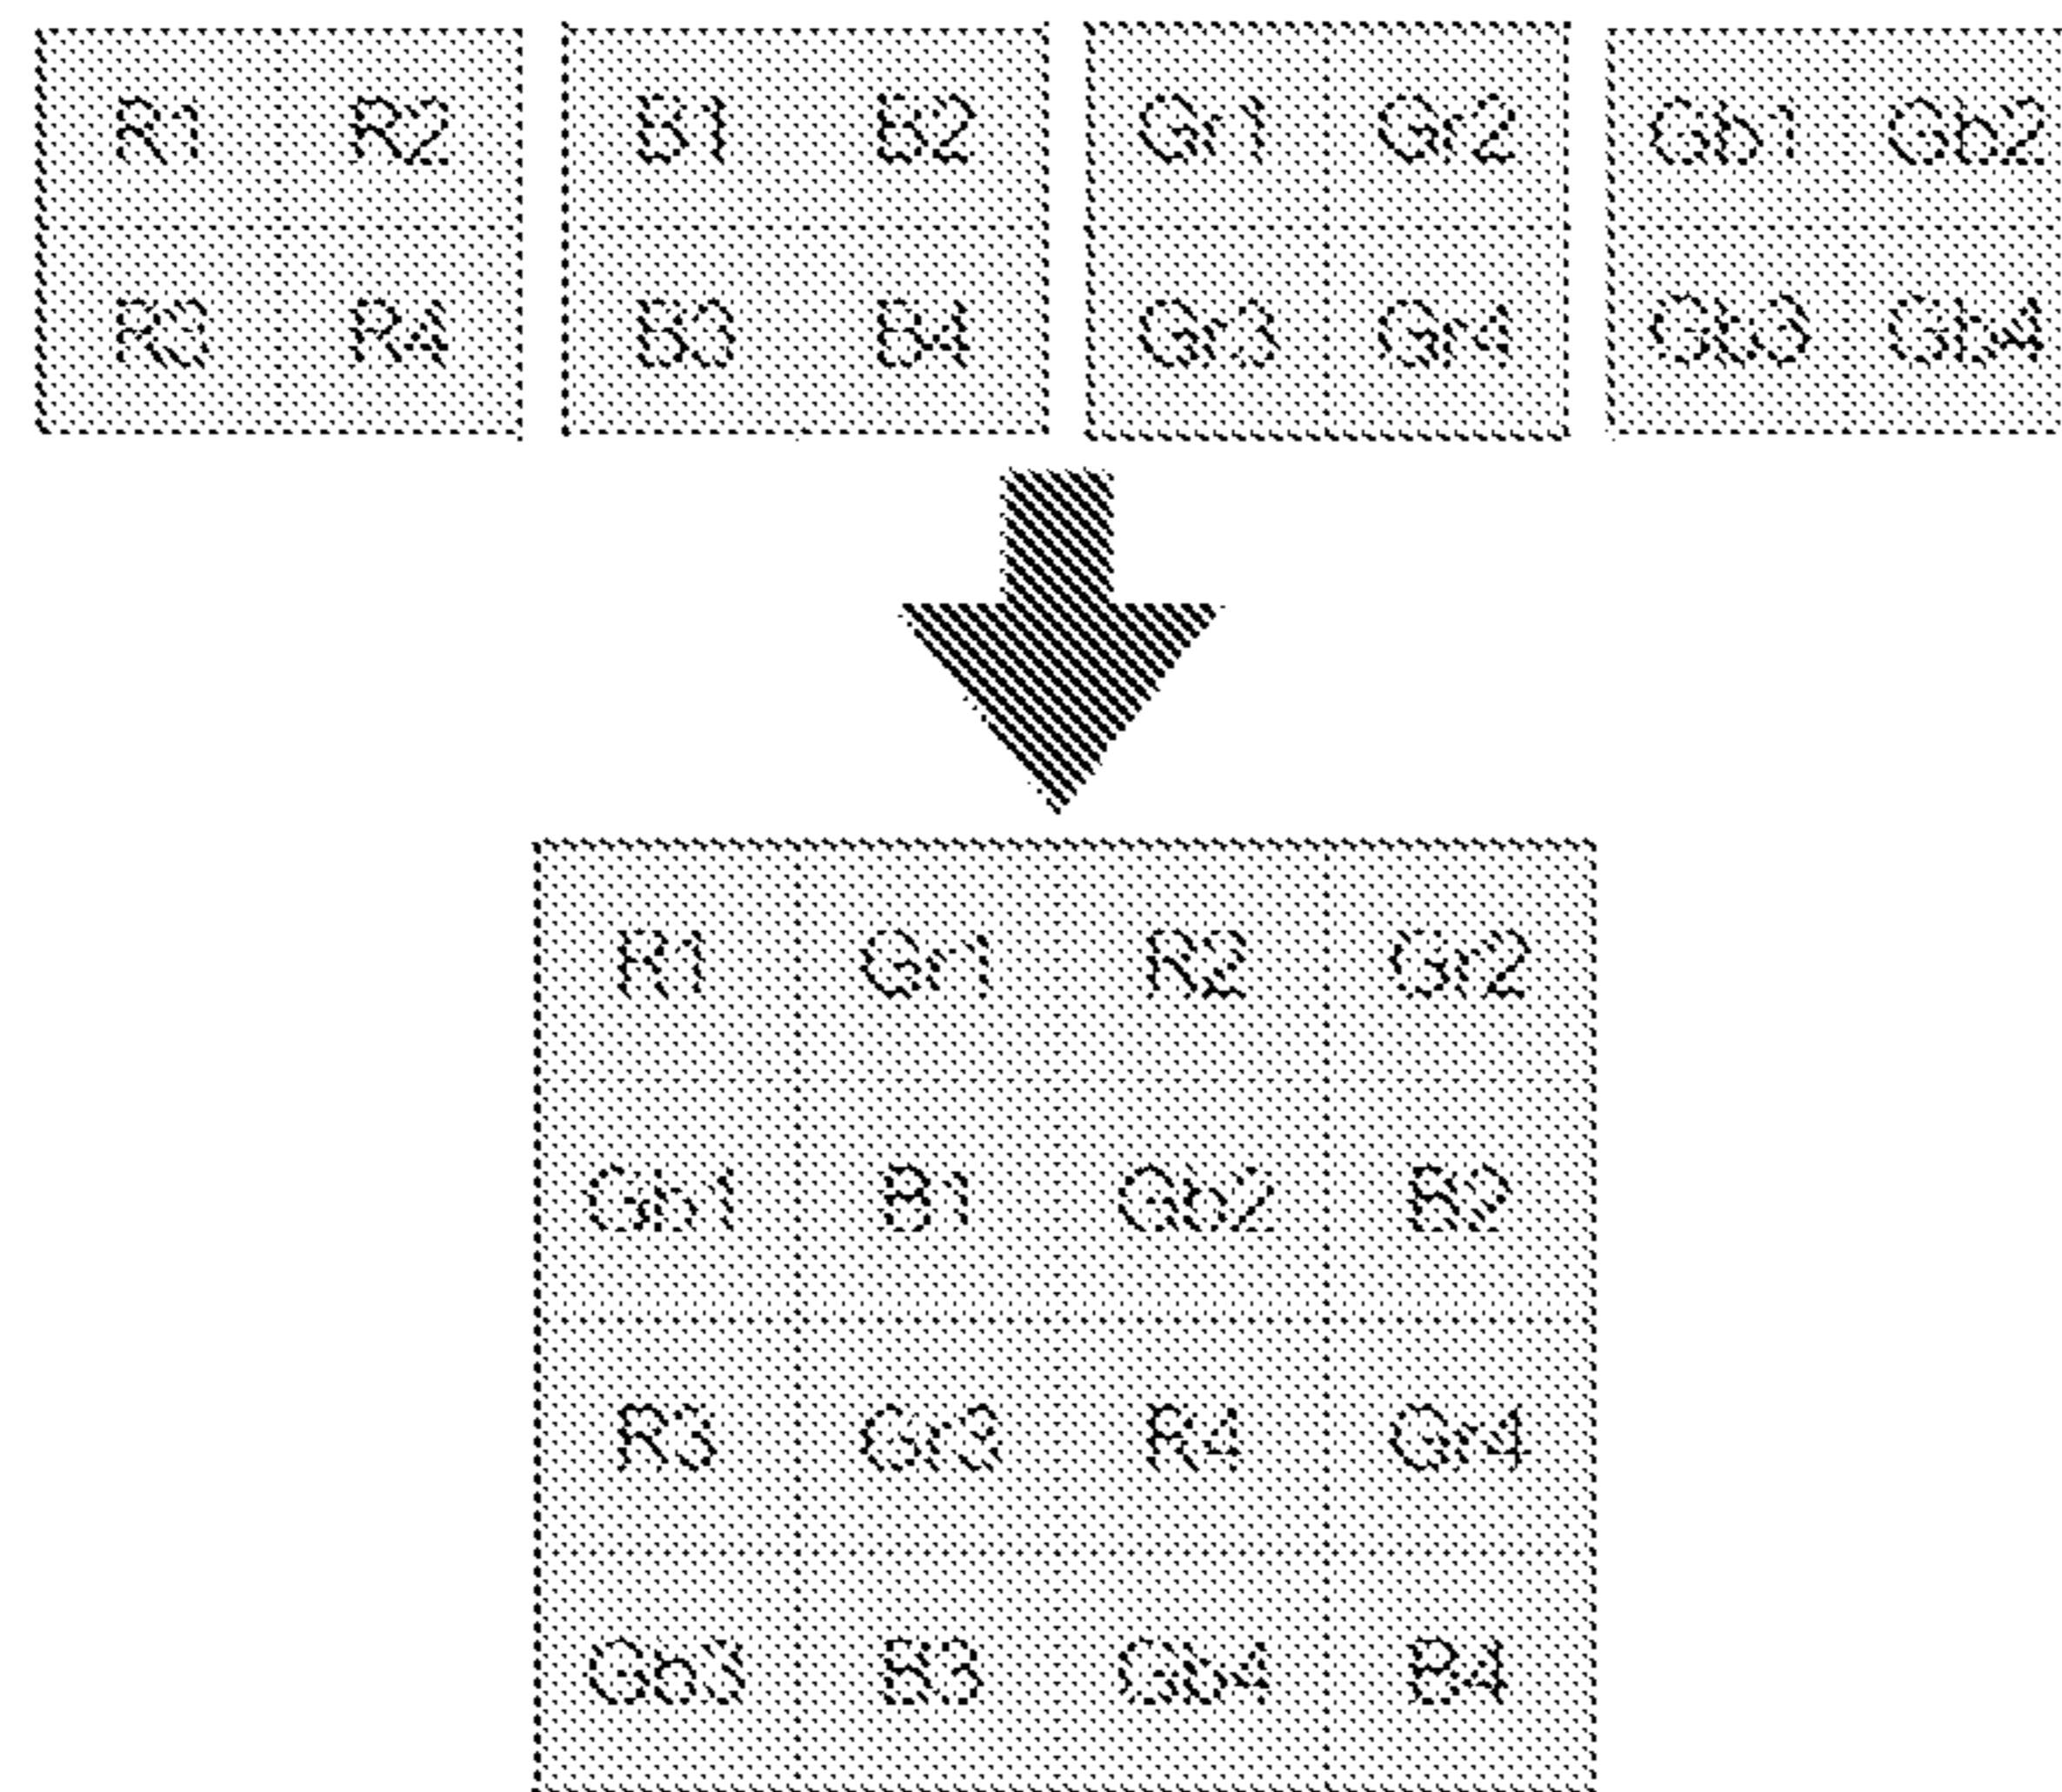 R1 R2 B1 B2 Gr1 Gr2 Gb1 Gb2
R3 R4 B3 B4 Gr3 Gr4 Gb3 Gb4
R1 Gr1 R2 Gr2
Gb1 B1 Gb2 B2
R3 Gr3 R4 Gr4
Gb3 B3 Gb4 B4